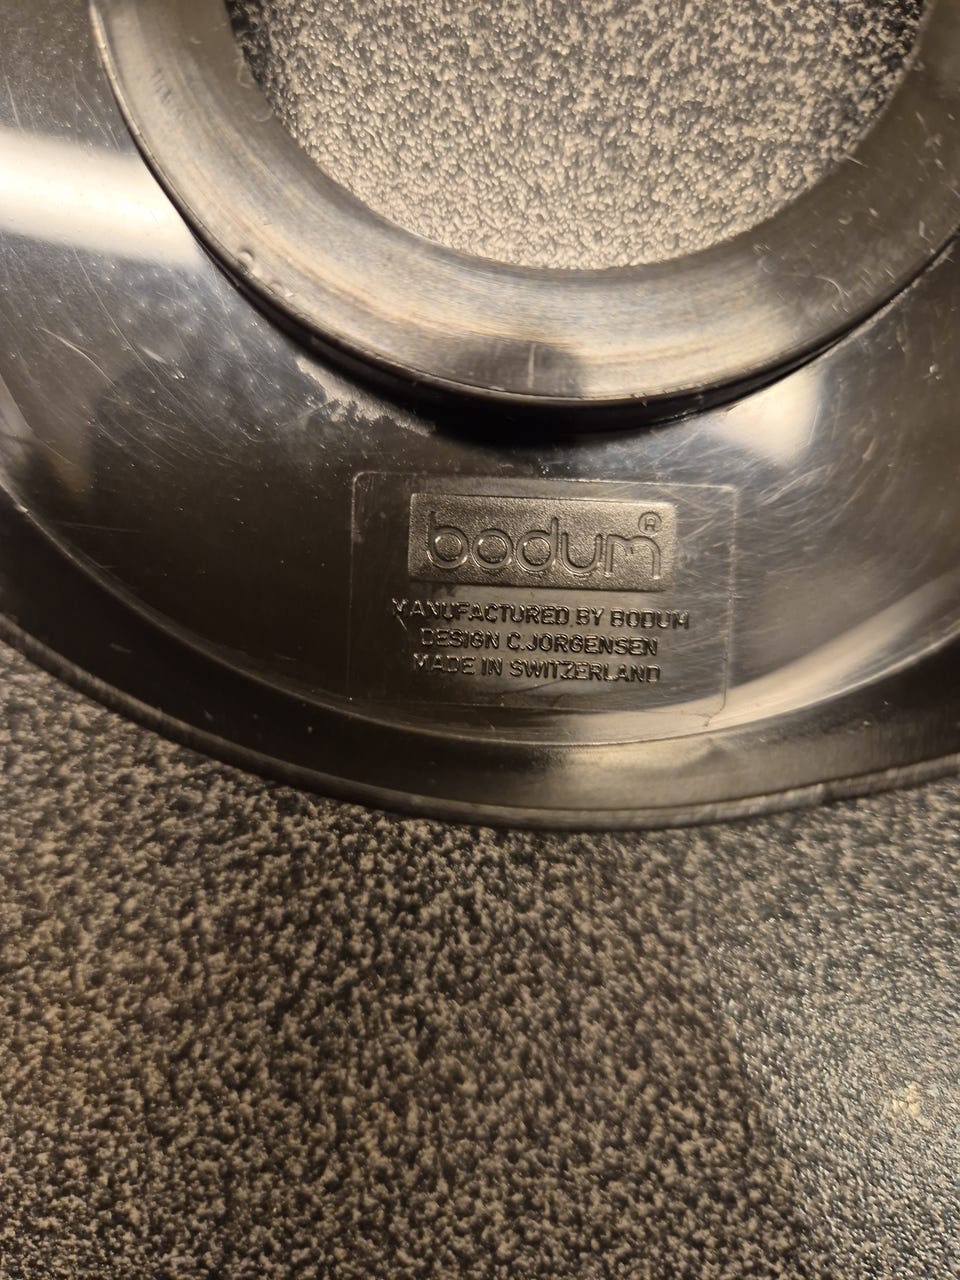 bodum®
MANUFACTURED BY BODUM
DESIGN C.JORGENSEN
MADE IN SWITZERLAND